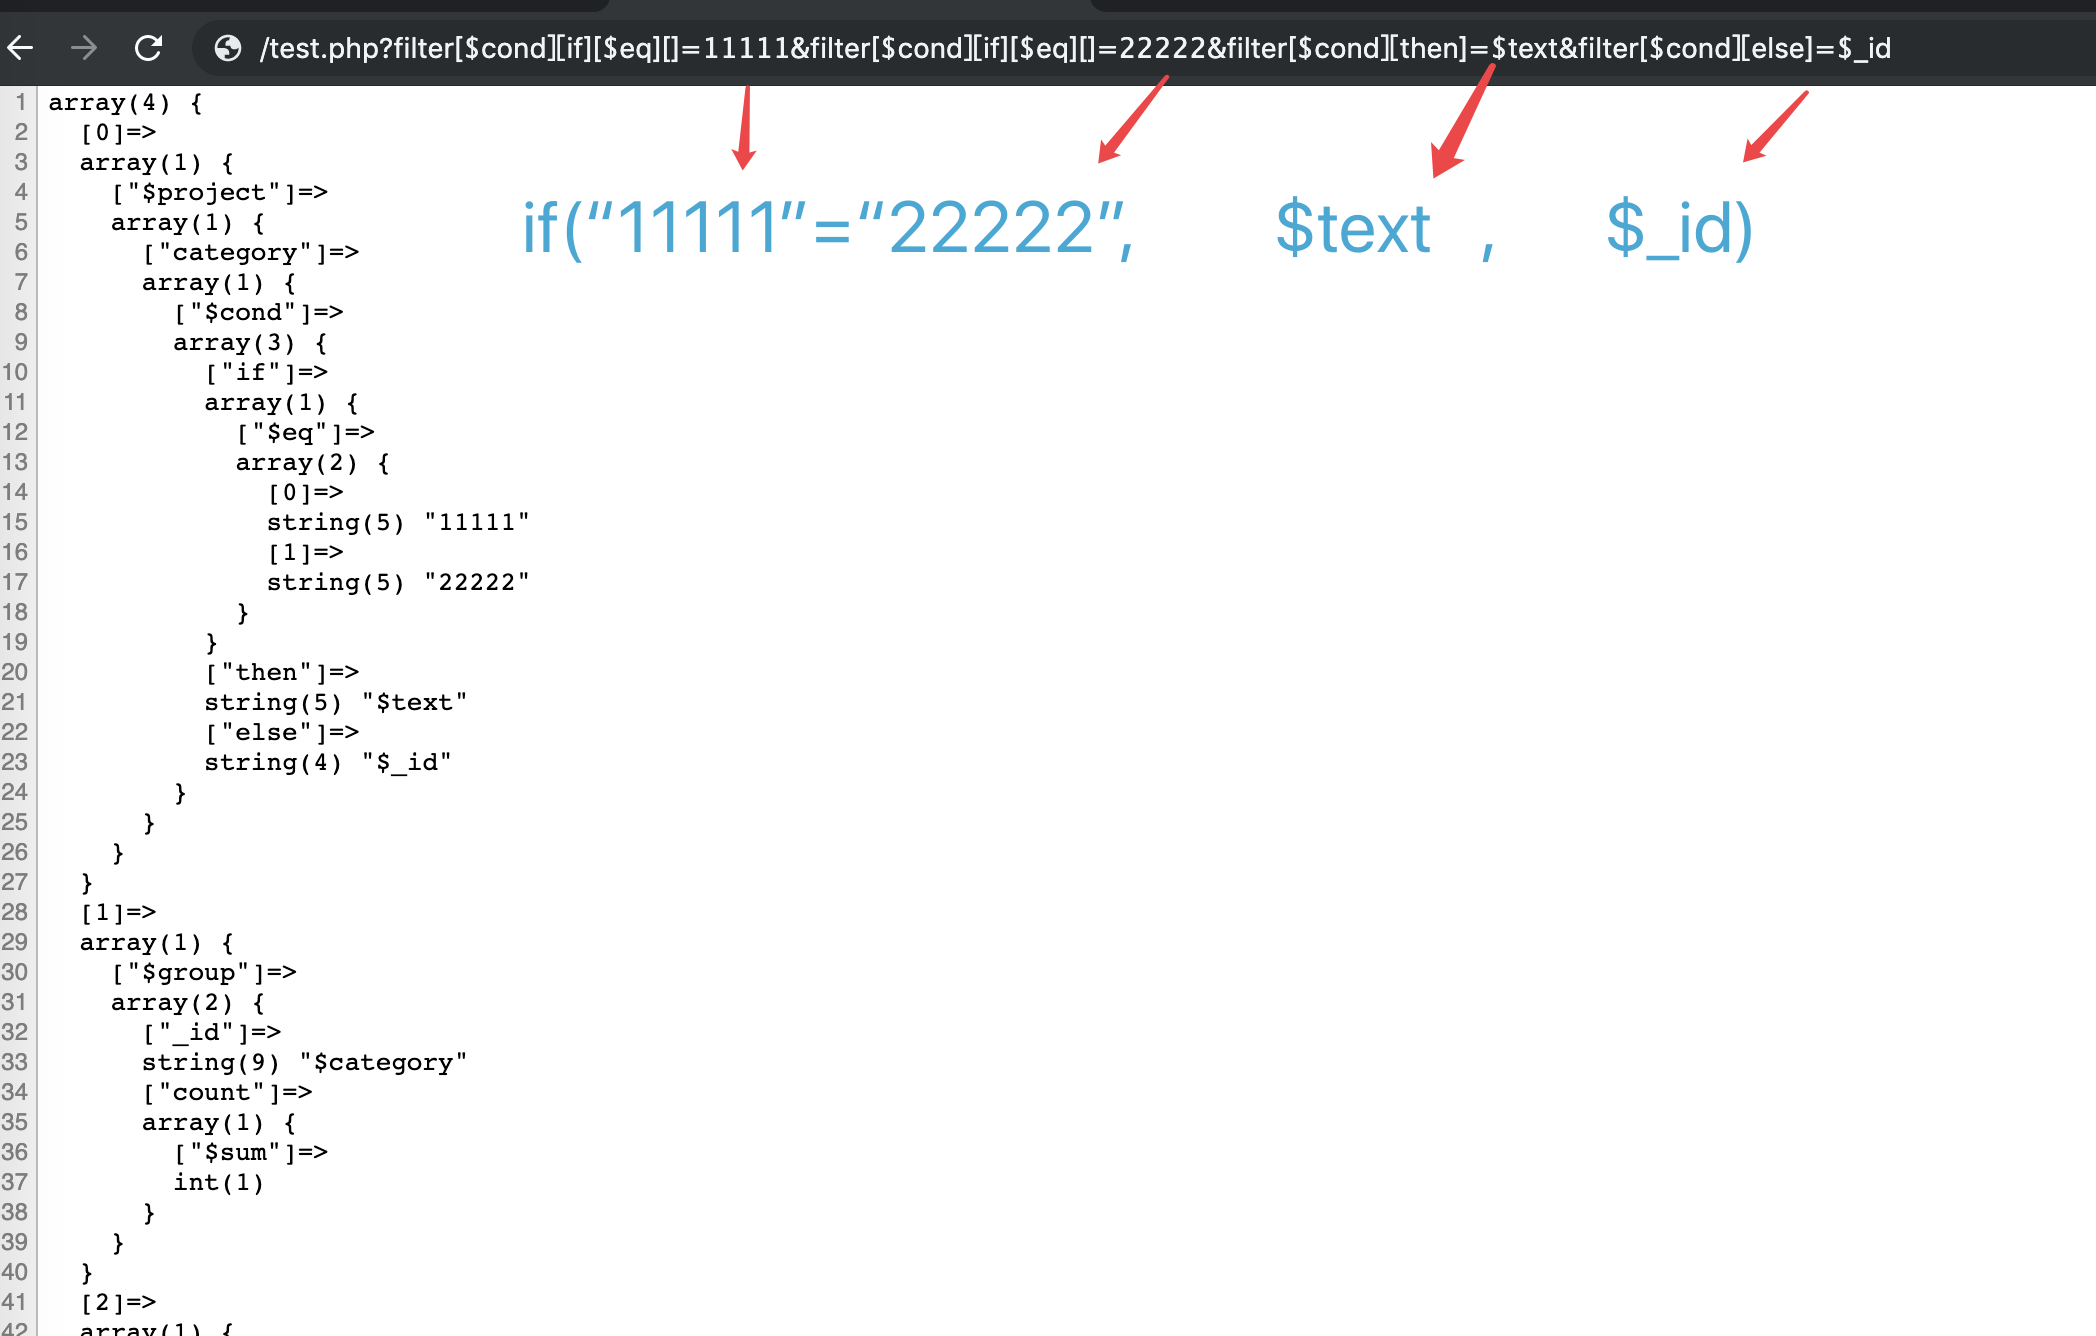 /test.php?filter[$cond][if][$eq][]=11111&filter[$cond][if][$eq][]=22222&filter[$cond][then]=$text&filter[$cond][else]=$_id
if(“11111”=“22222”, $text , $_id)
1 array(4) {
2 [0]=>
3 array(1) {
4 ["$project"]=>
5 array(1) {
6 ["category"]=>
7 array(1) {
8 ["$cond"]=>
9 array(3) {
10 ["if"]=>
11 array(1) {
12 ["$eq"]=>
13 array(2) {
14 [0]=>
15 string(5) "11111"
16 [1]=>
17 string(5) "22222"
18 }
19 }
20 ["then"]=>
21 string(5) "$text"
22 ["else"]=>
23 string(4) "$_id"
24 }
25 }
26 }
27 }
28 [1]=>
29 array(1) {
30 ["$group"]=>
31 array(2) {
32 ["_id"]=>
33 string(9) "$category"
34 ["count"]=>
35 array(1) {
36 ["$sum"]=>
37 int(1)
38 }
39 }
40 }
41 [2]=>
42 array(1) {